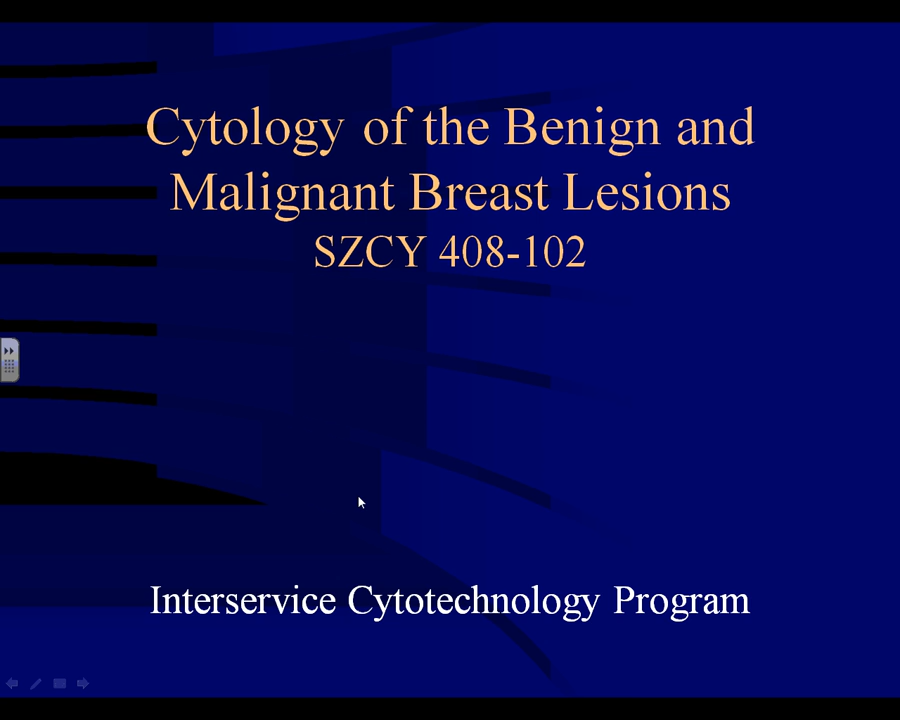 Cytology of the Benign and
Malignant Breast Lesions
SZCY 408-102
Interservice Cytotechnology Program